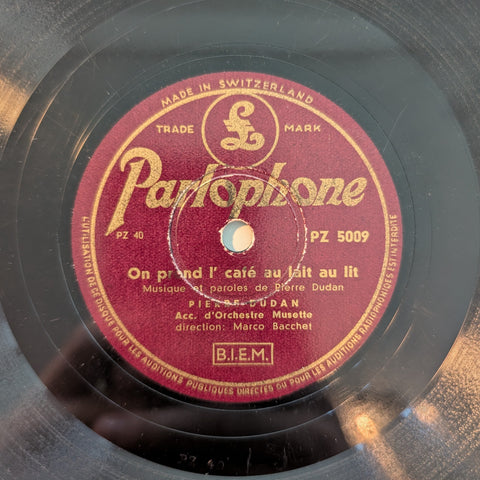 MADE IN SWITZERLAND
£
TRADE MARK
Parlophone
PZ 40
PZ 5009
On prend l' café au lait au lit
Musique et paroles de Pierre Dudan
PIERRE DUDAN
Acc. d'Orchestre Musette
direction: Marco Bacchet
B.I.E.M.
L'UTILISATION DE CE DISQUE POUR LES AUDITIONS PUBLIQUES DIRECTES OU POUR LES AUDITIONS RADIOPHONIQUES EST INTERDITE
PZ 40